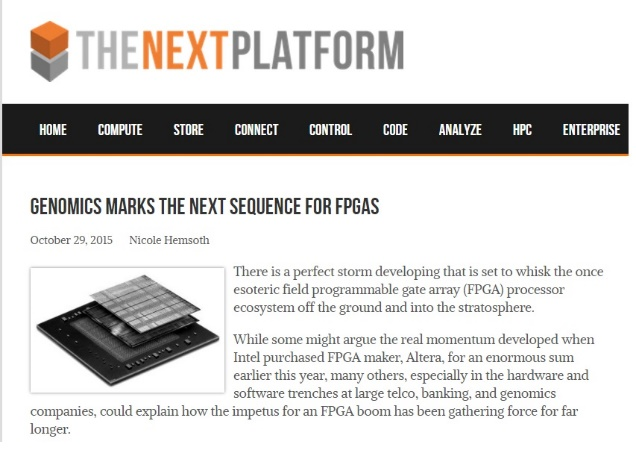 THENEXTPLATFORM
HOME COMPUTE STORE CONNECT CONTROL CODE ANALYZE HPC ENTERPRISE
GENOMICS MARKS THE NEXT SEQUENCE FOR FPGAS
October 29, 2015 Nicole Hemsoth
There is a perfect storm developing that is set to whisk the once
esoteric field programmable gate array (FPGA) processor
ecosystem off the ground and into the stratosphere.
While some might argue the real momentum developed when
Intel purchased FPGA maker, Altera, for an enormous sum
earlier this year, many others, especially in the hardware and
software trenches at large telco, banking, and genomics
companies, could explain how the impetus for an FPGA boom has been gathering force for far
longer.